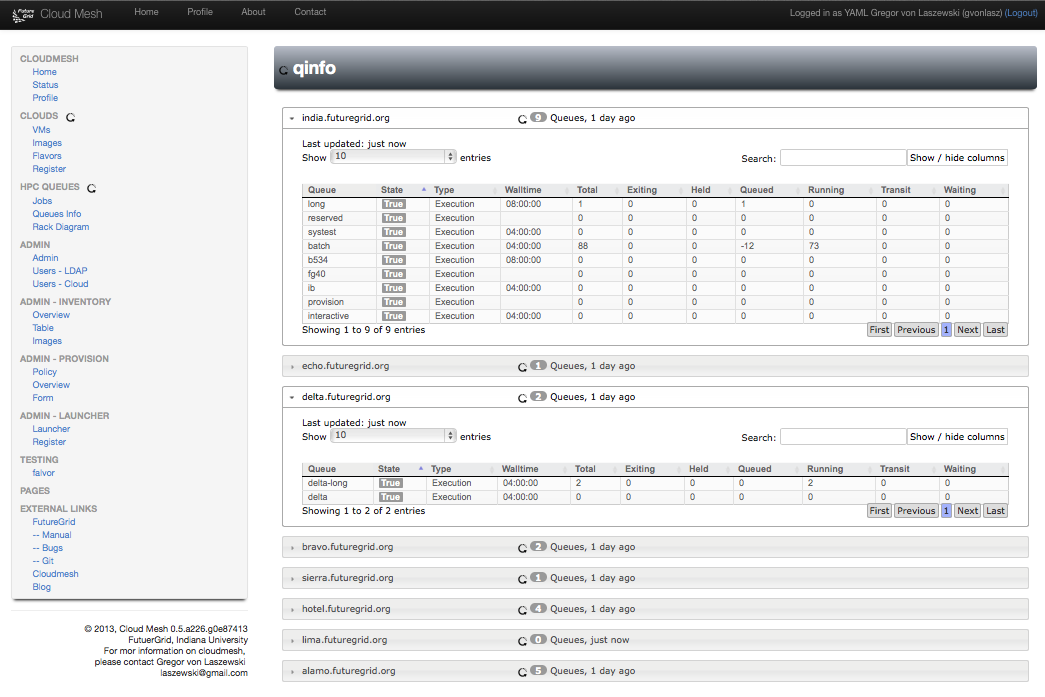 Future Grid Cloud Mesh Home Profile About Contact Logged in as YAML Gregor von Laszewski (gvonlasz) (Logout)
CLOUDMESH
Home
Status
Profile
CLOUDS
VMs
Images
Flavors
Register
HPC QUEUES
Jobs
Queues Info
Rack Diagram
ADMIN
Admin
Users - LDAP
Users - Cloud
ADMIN - INVENTORY
Overview
Table
Images
ADMIN - PROVISION
Policy
Overview
Form
ADMIN - LAUNCHER
Launcher
Register
TESTING
falvor
PAGES
EXTERNAL LINKS
FutureGrid
-- Manual
-- Bugs
-- Git
Cloudmesh
Blog
© 2013, Cloud Mesh 0.5.a226.g0e87413
FutuerGrid, Indiana University
For mor information on cloudmesh,
please contact Gregor von Laszewski
laszewski@gmail.com
qinfo
india.futuregrid.org 9 Queues, 1 day ago
Last updated: just now
Show 10 entries Search: Show / hide columns
Queue State Type Walltime Total Exiting Held Queued Running Transit Waiting
long True Execution 08:00:00 1 0 0 1 0 0 0
reserved True Execution 0 0 0 0 0 0 0
systest True Execution 04:00:00 0 0 0 0 0 0 0
batch True Execution 04:00:00 88 0 0 -12 73 0 0
b534 True Execution 08:00:00 0 0 0 0 0 0 0
fg40 True Execution 0 0 0 0 0 0 0
ib True Execution 04:00:00 0 0 0 0 0 0 0
provision True Execution 0 0 0 0 0 0 0
interactive True Execution 04:00:00 0 0 0 0 0 0 0
Showing 1 to 9 of 9 entries First Previous 1 Next Last
echo.futuregrid.org 1 Queues, 1 day ago
delta.futuregrid.org 2 Queues, 1 day ago
Last updated: just now
Show 10 entries Search: Show / hide columns
Queue State Type Walltime Total Exiting Held Queued Running Transit Waiting
delta-long True Execution 04:00:00 2 0 0 0 2 0 0
delta True Execution 04:00:00 0 0 0 0 0 0 0
Showing 1 to 2 of 2 entries First Previous 1 Next Last
bravo.futuregrid.org 2 Queues, 1 day ago
sierra.futuregrid.org 1 Queues, 1 day ago
hotel.futuregrid.org 4 Queues, 1 day ago
lima.futuregrid.org 0 Queues, just now
alamo.futuregrid.org 5 Queues, 1 day ago